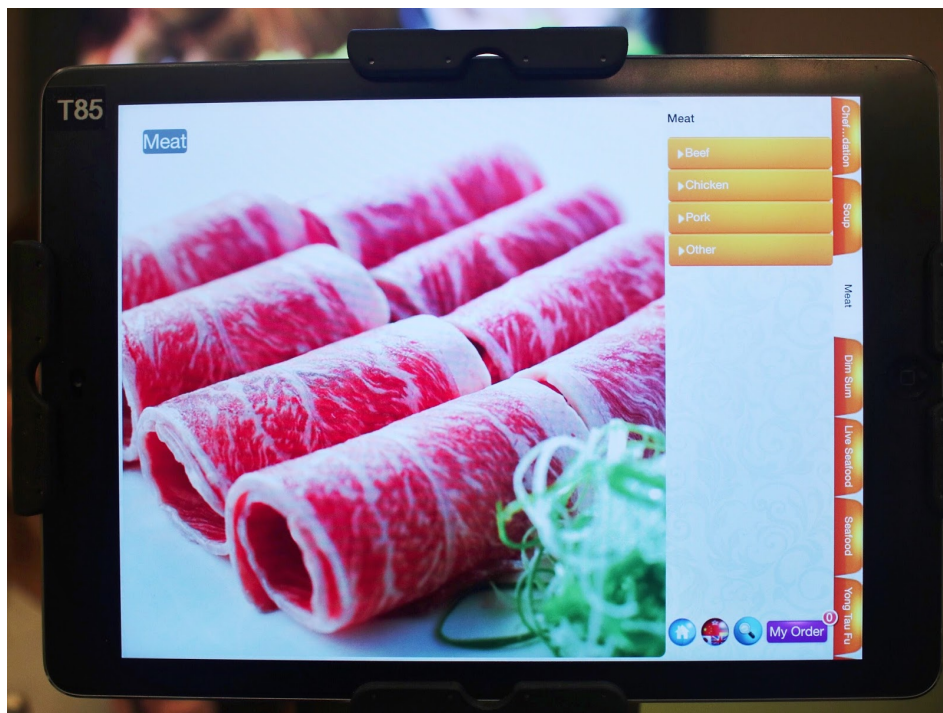 T85
Meat
Meat
Beef
Chicken
Pork
Other
Chef...dation
Soup
Meat
Dim Sum
Live Seafood
Seafood
Yong Tau Fu
My Order
0